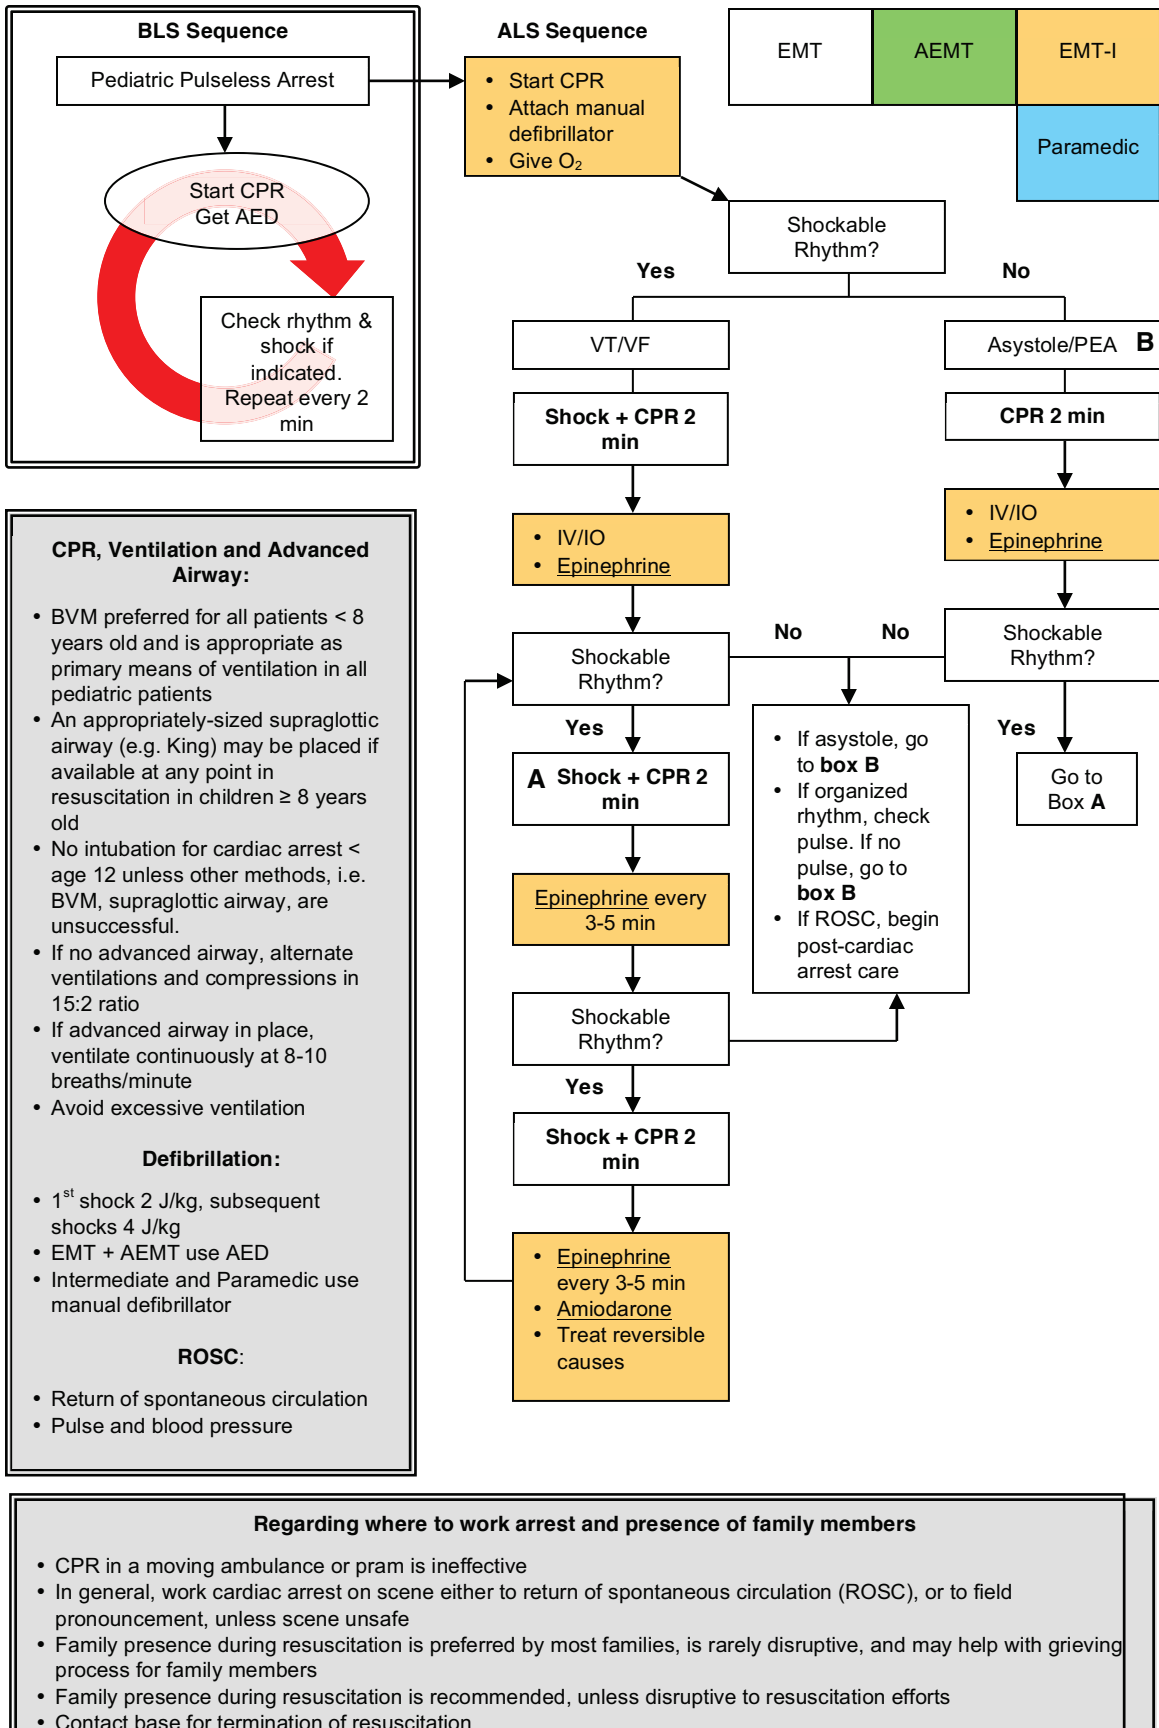 BLS Sequence
Pediatric Pulseless Arrest
Start CPR
Get AED
Check rhythm &
shock if
indicated.
Repeat every 2
min
ALS Sequence
• Start CPR
• Attach manual
defibrillator
• Give O₂
EMT
AEMT
EMT-I
Paramedic
Shockable
Rhythm?
Yes
No
VT/VF
Asystole/PEA B
Shock + CPR 2
min
CPR 2 min
• IV/IO
• Epinephrine
• IV/IO
• Epinephrine
Shockable
Rhythm?
No
No
Shockable
Rhythm?
Yes
Yes
A Shock + CPR 2
min
• If asystole, go
to box B
• If organized
rhythm, check
pulse. If no
pulse, go to
box B
• If ROSC, begin
post-cardiac
arrest care
Go to
Box A
Epinephrine every
3-5 min
Shockable
Rhythm?
Yes
Shock + CPR 2
min
• Epinephrine
every 3-5 min
• Amiodarone
• Treat reversible
causes
CPR, Ventilation and Advanced
Airway:
• BVM preferred for all patients < 8
years old and is appropriate as
primary means of ventilation in all
pediatric patients
• An appropriately-sized supraglottic
airway (e.g. King) may be placed if
available at any point in
resuscitation in children ≥ 8 years
old
• No intubation for cardiac arrest <
age 12 unless other methods, i.e.
BVM, supraglottic airway, are
unsuccessful.
• If no advanced airway, alternate
ventilations and compressions in
15:2 ratio
• If advanced airway in place,
ventilate continuously at 8-10
breaths/minute
• Avoid excessive ventilation
Defibrillation:
• 1st shock 2 J/kg, subsequent
shocks 4 J/kg
• EMT + AEMT use AED
• Intermediate and Paramedic use
manual defibrillator
ROSC:
• Return of spontaneous circulation
• Pulse and blood pressure
Regarding where to work arrest and presence of family members
• CPR in a moving ambulance or pram is ineffective
• In general, work cardiac arrest on scene either to return of spontaneous circulation (ROSC), or to field
pronouncement, unless scene unsafe
• Family presence during resuscitation is preferred by most families, is rarely disruptive, and may help with grieving
process for family members
• Family presence during resuscitation is recommended, unless disruptive to resuscitation efforts
• Contact base for termination of resuscitation